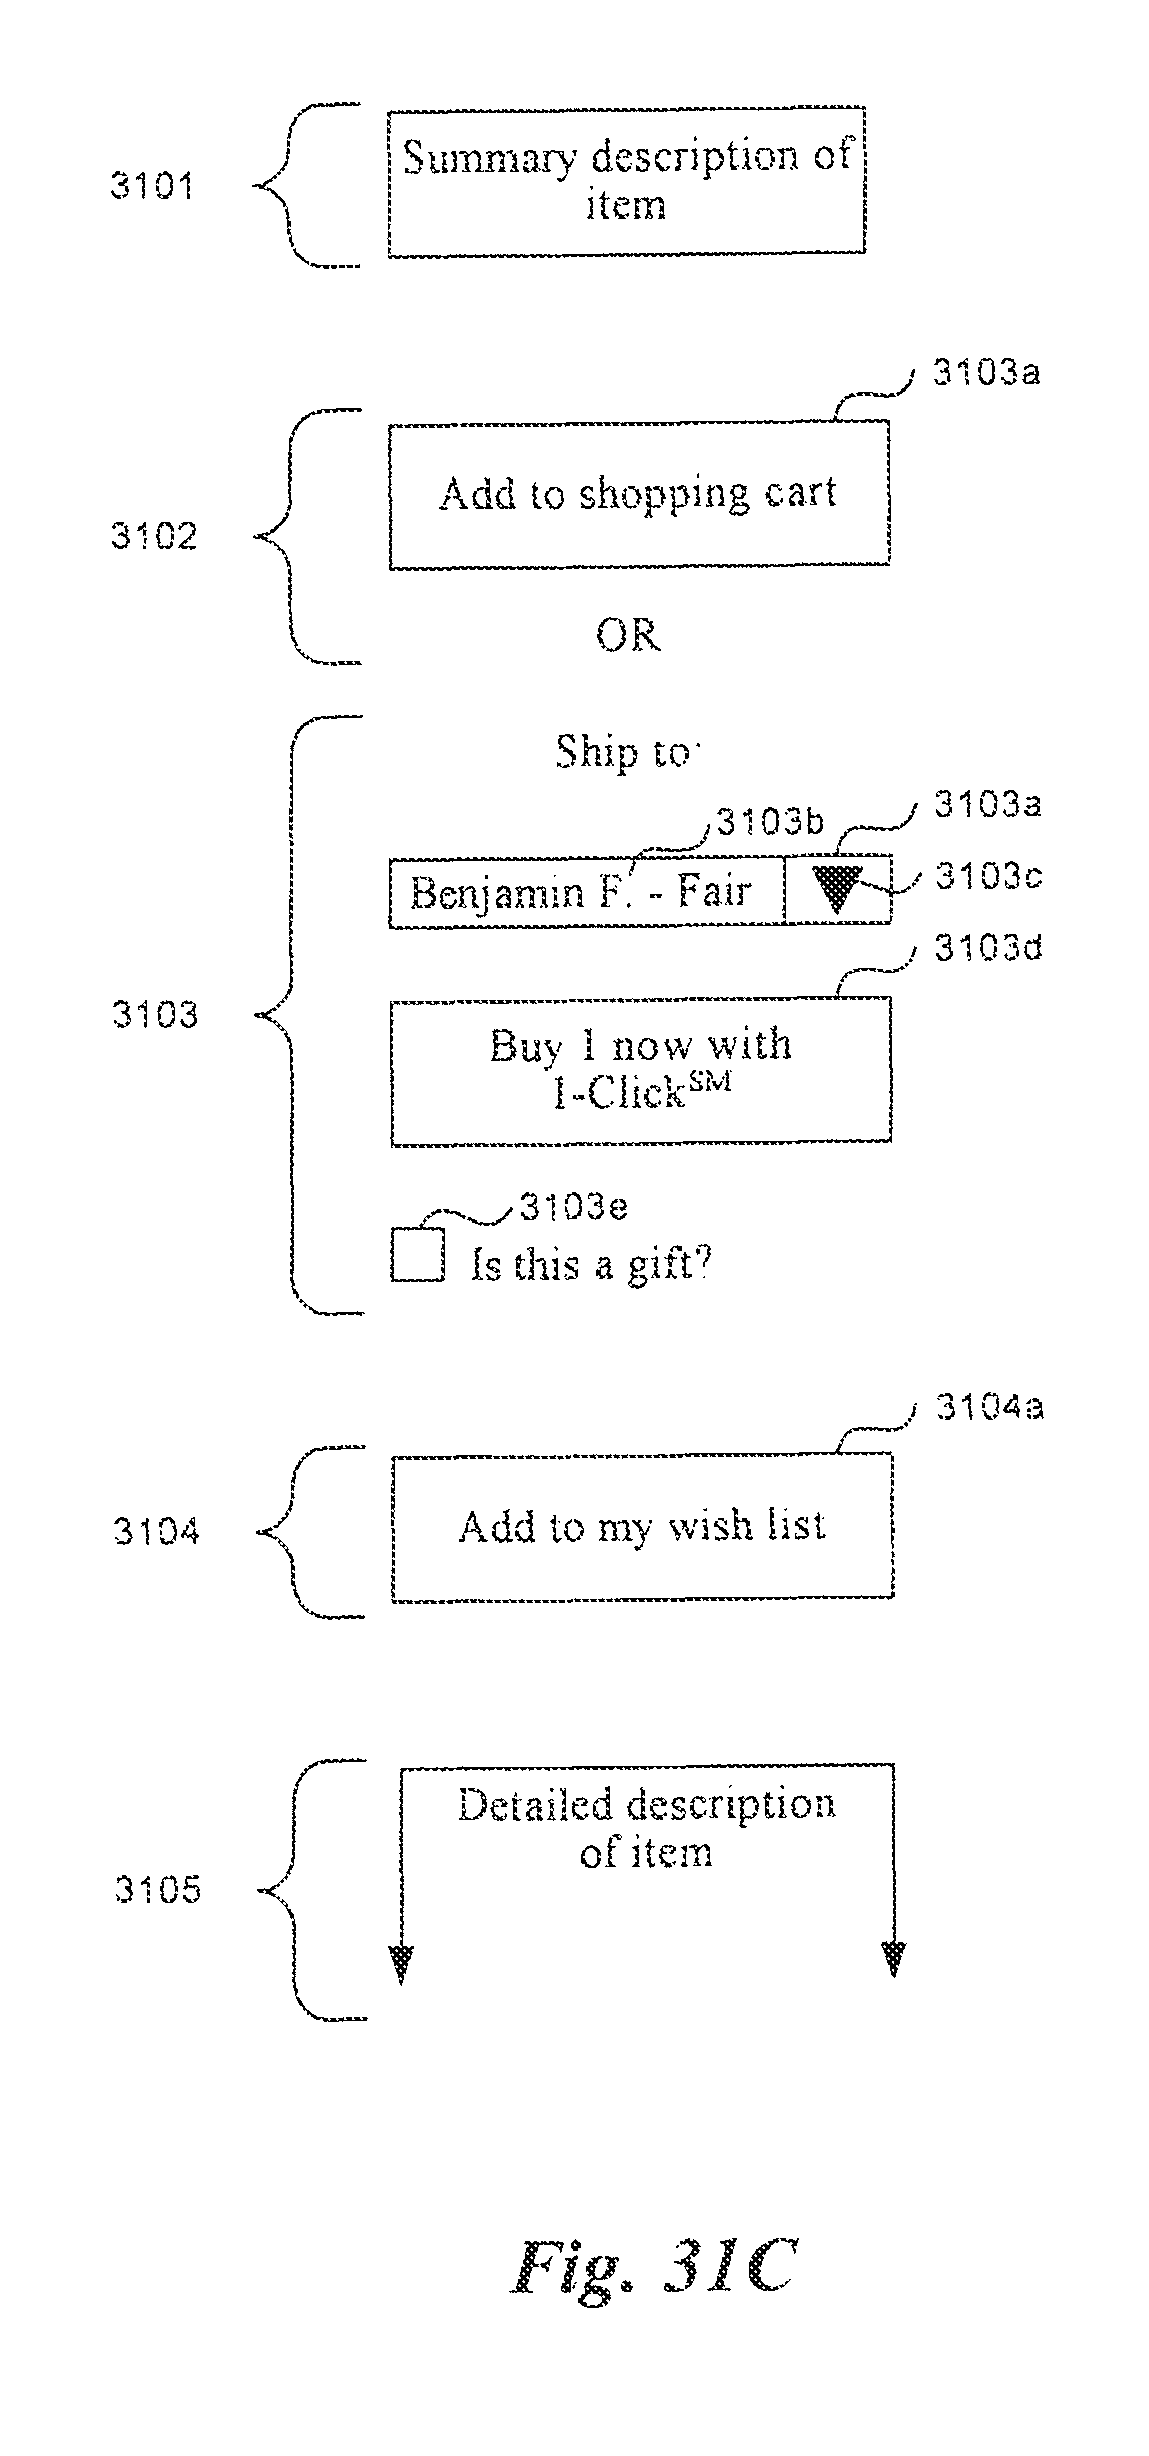 3101
Summary description of
item
3103a
3102
Add to shopping cart
OR
Ship to:
3103a
3103b
3103c
Benjamin F. - Fair
3103d
3103
Buy 1 now with
1-Click℠
3103e
Is this a gift?
3104a
3104
Add to my wish list
3105
Detailed description
of item
Fig. 31C